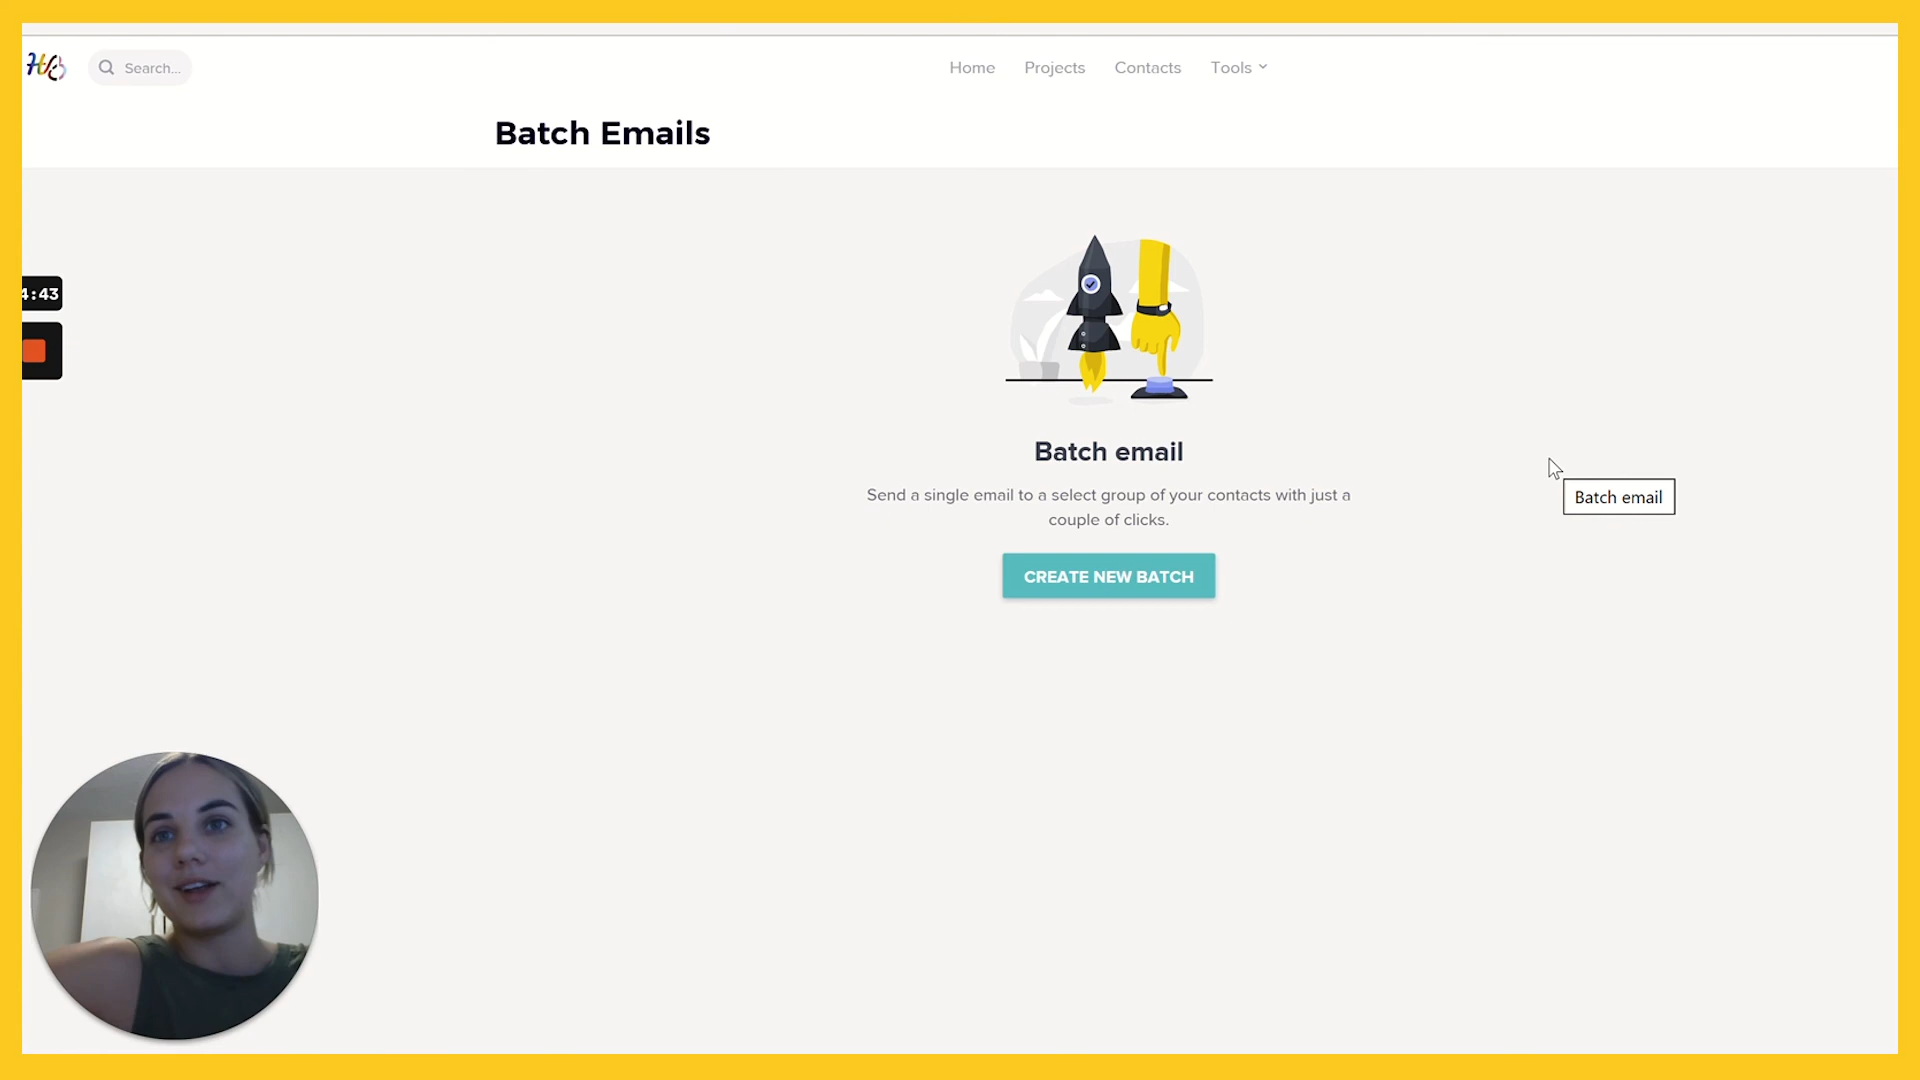 HB
Search...
Home
Projects
Contacts
Tools
Batch Emails
4:43
Batch email
Send a single email to a select group of your contacts with just a
couple of clicks.
Batch email
CREATE NEW BATCH